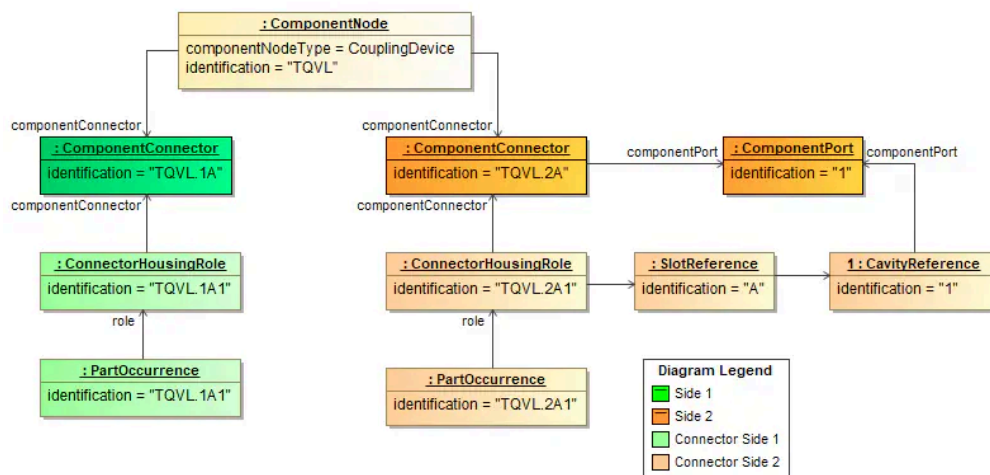 : ComponentNode
componentNodeType = CouplingDevice
identification = "TQVL"
componentConnector
componentConnector
: ComponentConnector
identification = "TQVL.1A"
: ComponentConnector
identification = "TQVL.2A"
componentPort
: ComponentPort
identification = "1"
componentPort
componentConnector
componentConnector
: ConnectorHousingRole
identification = "TQVL.1A1"
: ConnectorHousingRole
identification = "TQVL.2A1"
: SlotReference
identification = "A"
1 : CavityReference
identification = "1"
role
role
: PartOccurrence
identification = "TQVL.1A1"
: PartOccurrence
identification = "TQVL.2A1"
Diagram Legend
Side 1
Side 2
Connector Side 1
Connector Side 2